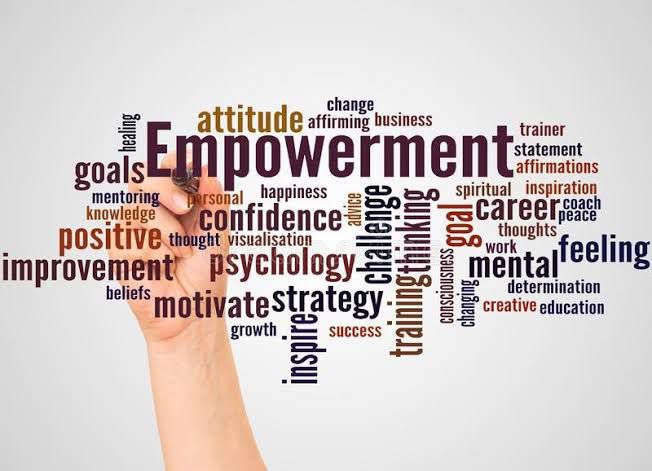 change
attitude affirming business
healing Empowerment trainer
statement
goals affirmations
mentoring personal happiness spiritual inspiration
knowledge confidence advice challenge thinking goal career coach
peace
positive thought visualisation thoughts
work feeling
improvement psychology consciousness mental
beliefs motivate strategy training changing determination
creative education
growth inspire success